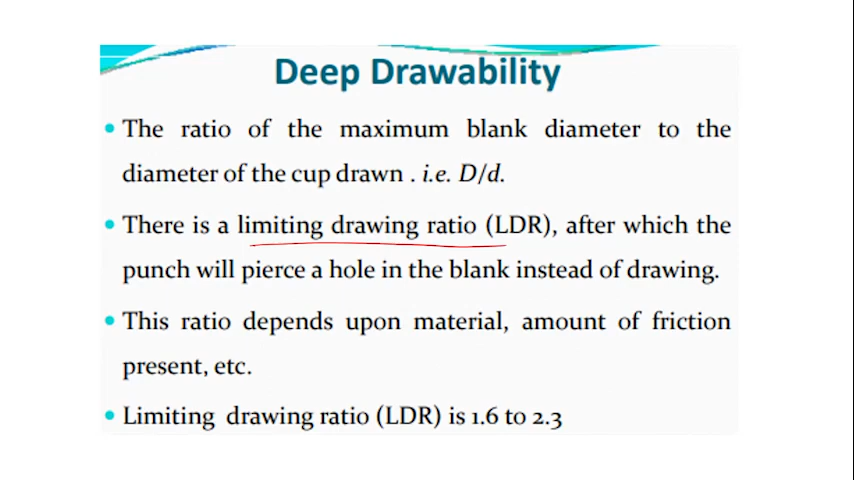 Deep Drawability
• The ratio of the maximum blank diameter to the
diameter of the cup drawn . i.e. D/d.
• There is a limiting drawing ratio (LDR), after which the
punch will pierce a hole in the blank instead of drawing.
• This ratio depends upon material, amount of friction
present, etc.
• Limiting drawing ratio (LDR) is 1.6 to 2.3